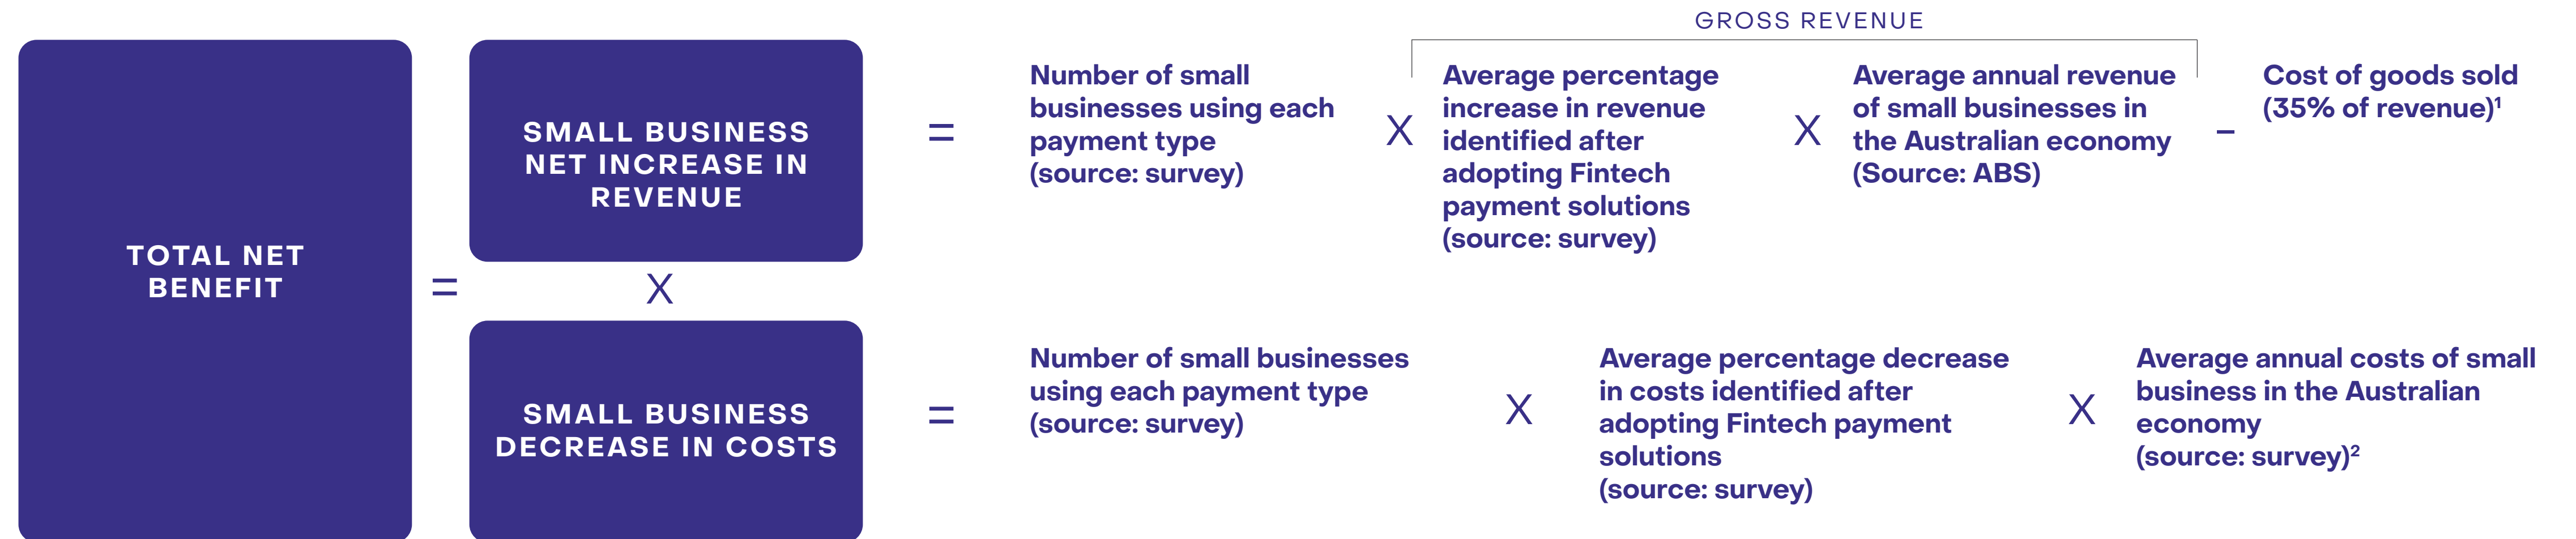 GROSS REVENUE
TOTAL NET
BENEFIT
=
SMALL BUSINESS
NET INCREASE IN
REVENUE
=
Number of small
businesses using each
payment type
(source: survey)
X
Average percentage
increase in revenue
identified after
adopting Fintech
payment solutions
(source: survey)
X
Average annual revenue
of small businesses in
the Australian economy
(Source: ABS)
–
Cost of goods sold
(35% of revenue)¹
X
SMALL BUSINESS
DECREASE IN COSTS
=
Number of small businesses
using each payment type
(source: survey)
X
Average percentage decrease
in costs identified after
adopting Fintech payment
solutions
(source: survey)
X
Average annual costs of small
business in the Australian
economy
(source: survey)²